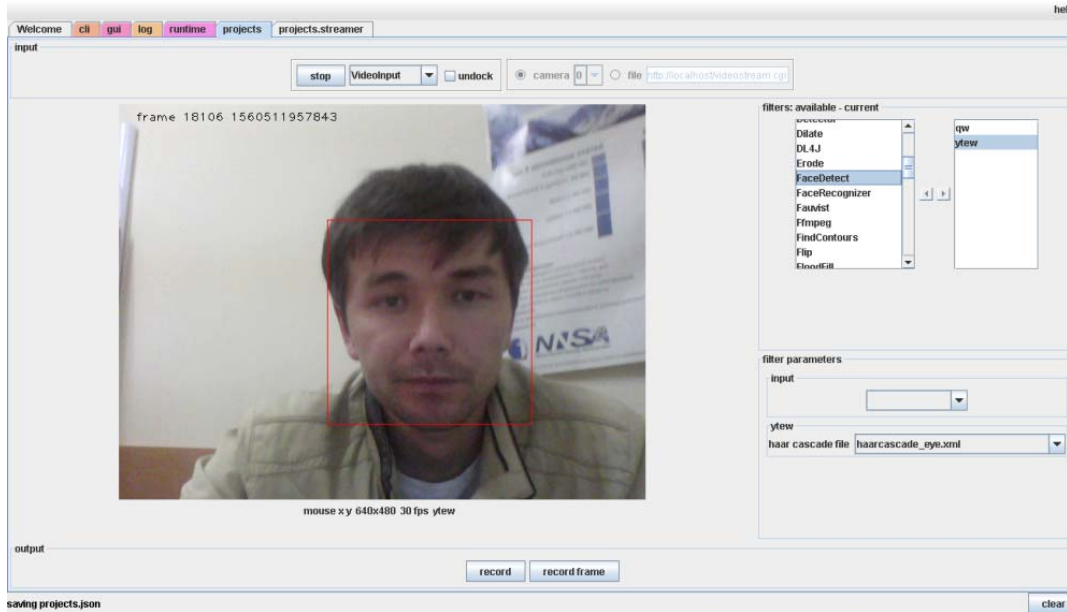 hel
Welcome cli gui log runtime projects projects.streamer
input
stop VideoInput undock camera 0 file http://localhost/videostream.cgi
filters: available - current
frame 18106 1560511957843
Detector
Dilate
DL4J
Erode
FaceDetect
FaceRecognizer
Fauvist
Ffmpeg
FindContours
Flip
FloodFill
qw
ytew
NNSA
filter parameters
input
ytew
haar cascade file haarcascade_eye.xml
mouse x y 640x480 30 fps ytew
output
record record frame
saving projects.json clear